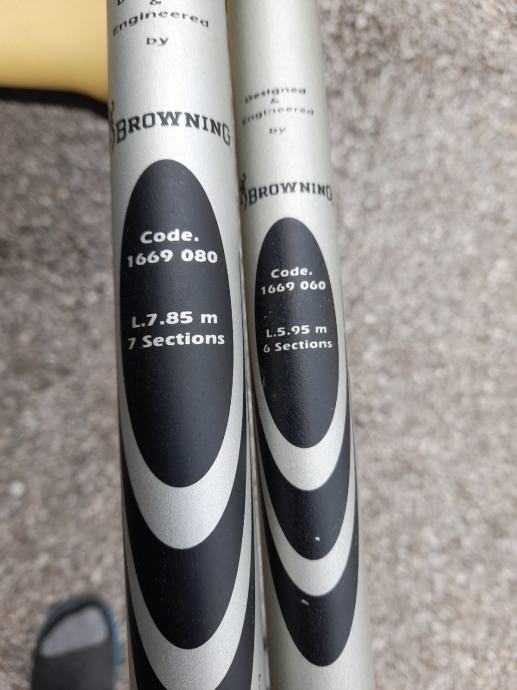 &
Engineered
by
BROWNING
Code.
1669 080
L.7.85 m
7 Sections
Designed
&
Engineered
by
BROWNING
Code.
1669 060
L.5.95 m
6 Sections